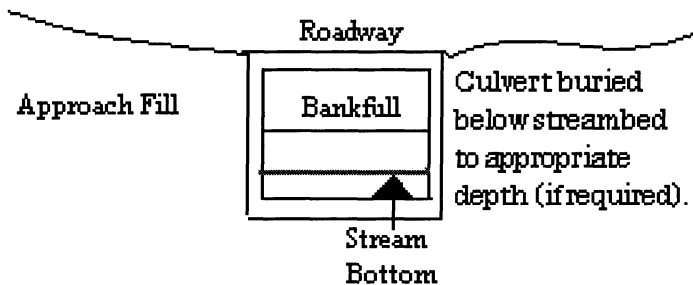 Roadway
Approach Fill
Bankfull
Culvert buried
below streambed
to appropriate
depth (if required).
Stream
Bottom